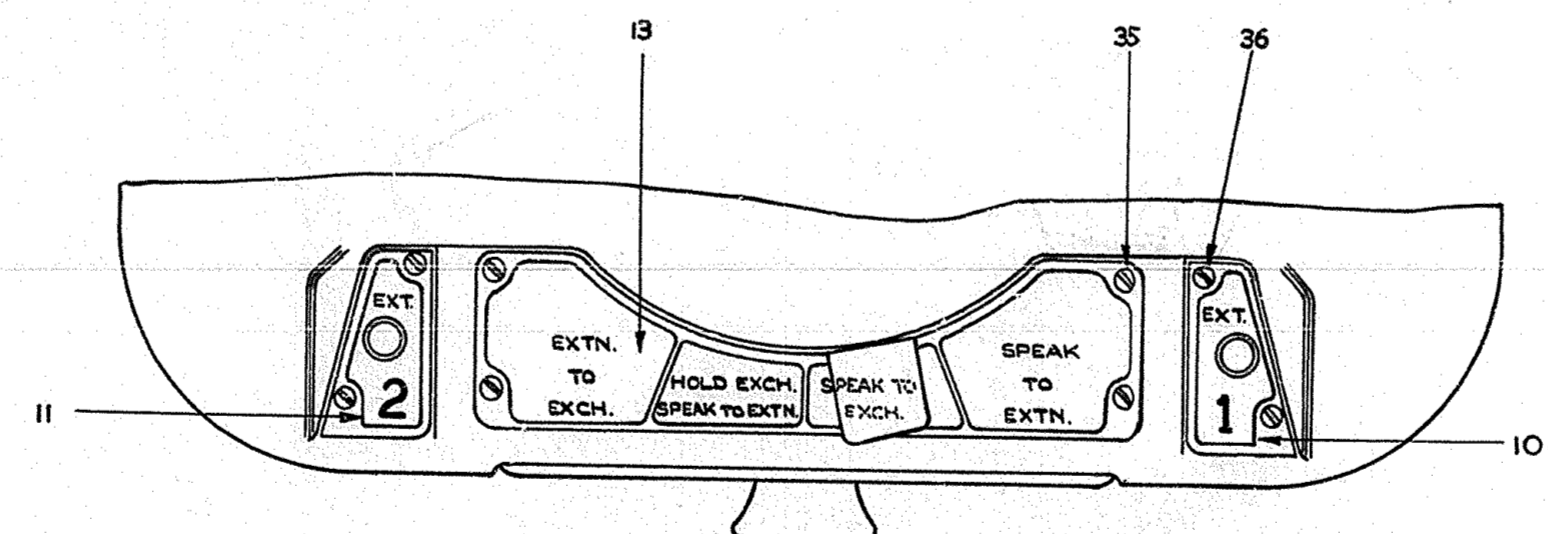 13
35
36
EXT.
2
EXTN.
TO
EXCH.
HOLD EXCH.
SPEAK TO EXTN.
SPEAK TO
EXCH.
SPEAK
TO
EXTN.
EXT.
1
11
10